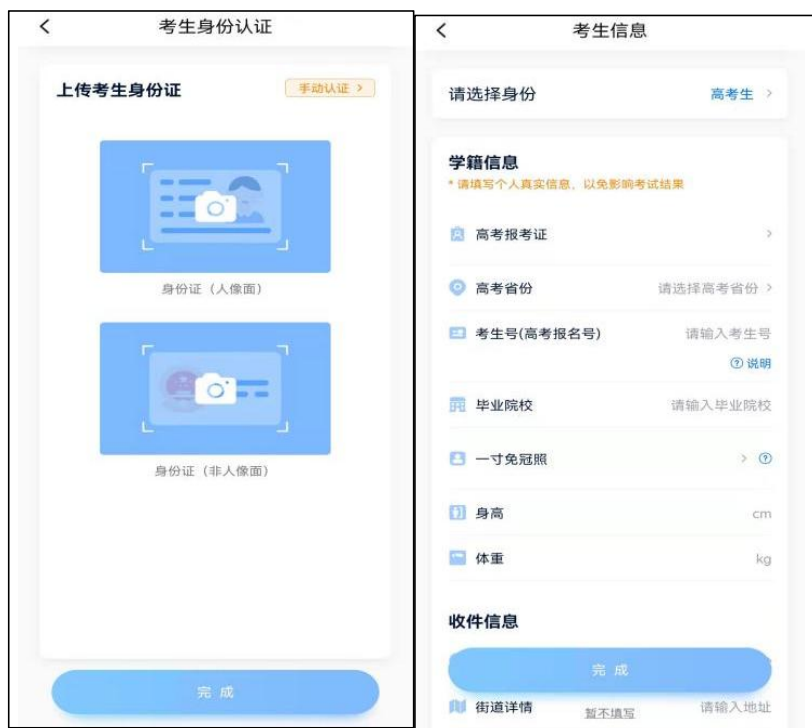 考生身份认证
上传考生身份证
手动认证 >
身份证（人像面）
身份证（非人像面）
完 成
考生信息
请选择身份 高考生 >
学籍信息
* 请填写个人真实信息，以免影响考试结果
高考报考证 >
高考省份 请选择高考省份 >
考生号(高考报名号) 请输入考生号
? 说明
毕业院校 请输入毕业院校
一寸免冠照 > ?
身高 cm
体重 kg
收件信息
完 成
街道详情 请输入地址
暂不填写